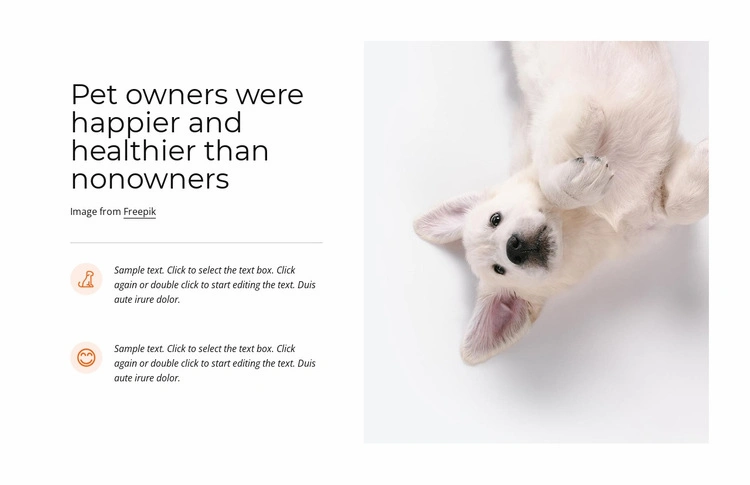 Pet owners were
happier and
healthier than
nonowners
Image from Freepik
Sample text. Click to select the text box. Click
again or double click to start editing the text. Duis
aute irure dolor.
Sample text. Click to select the text box. Click
again or double click to start editing the text. Duis
aute irure dolor.